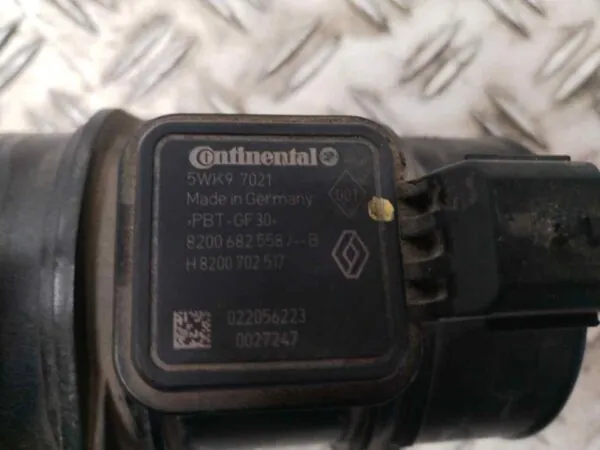 Continental
5WK9 7021
Made in Germany
>PBT-GF30<
8200 682 558 /--B
H 8200 702 517
022056223
0027247